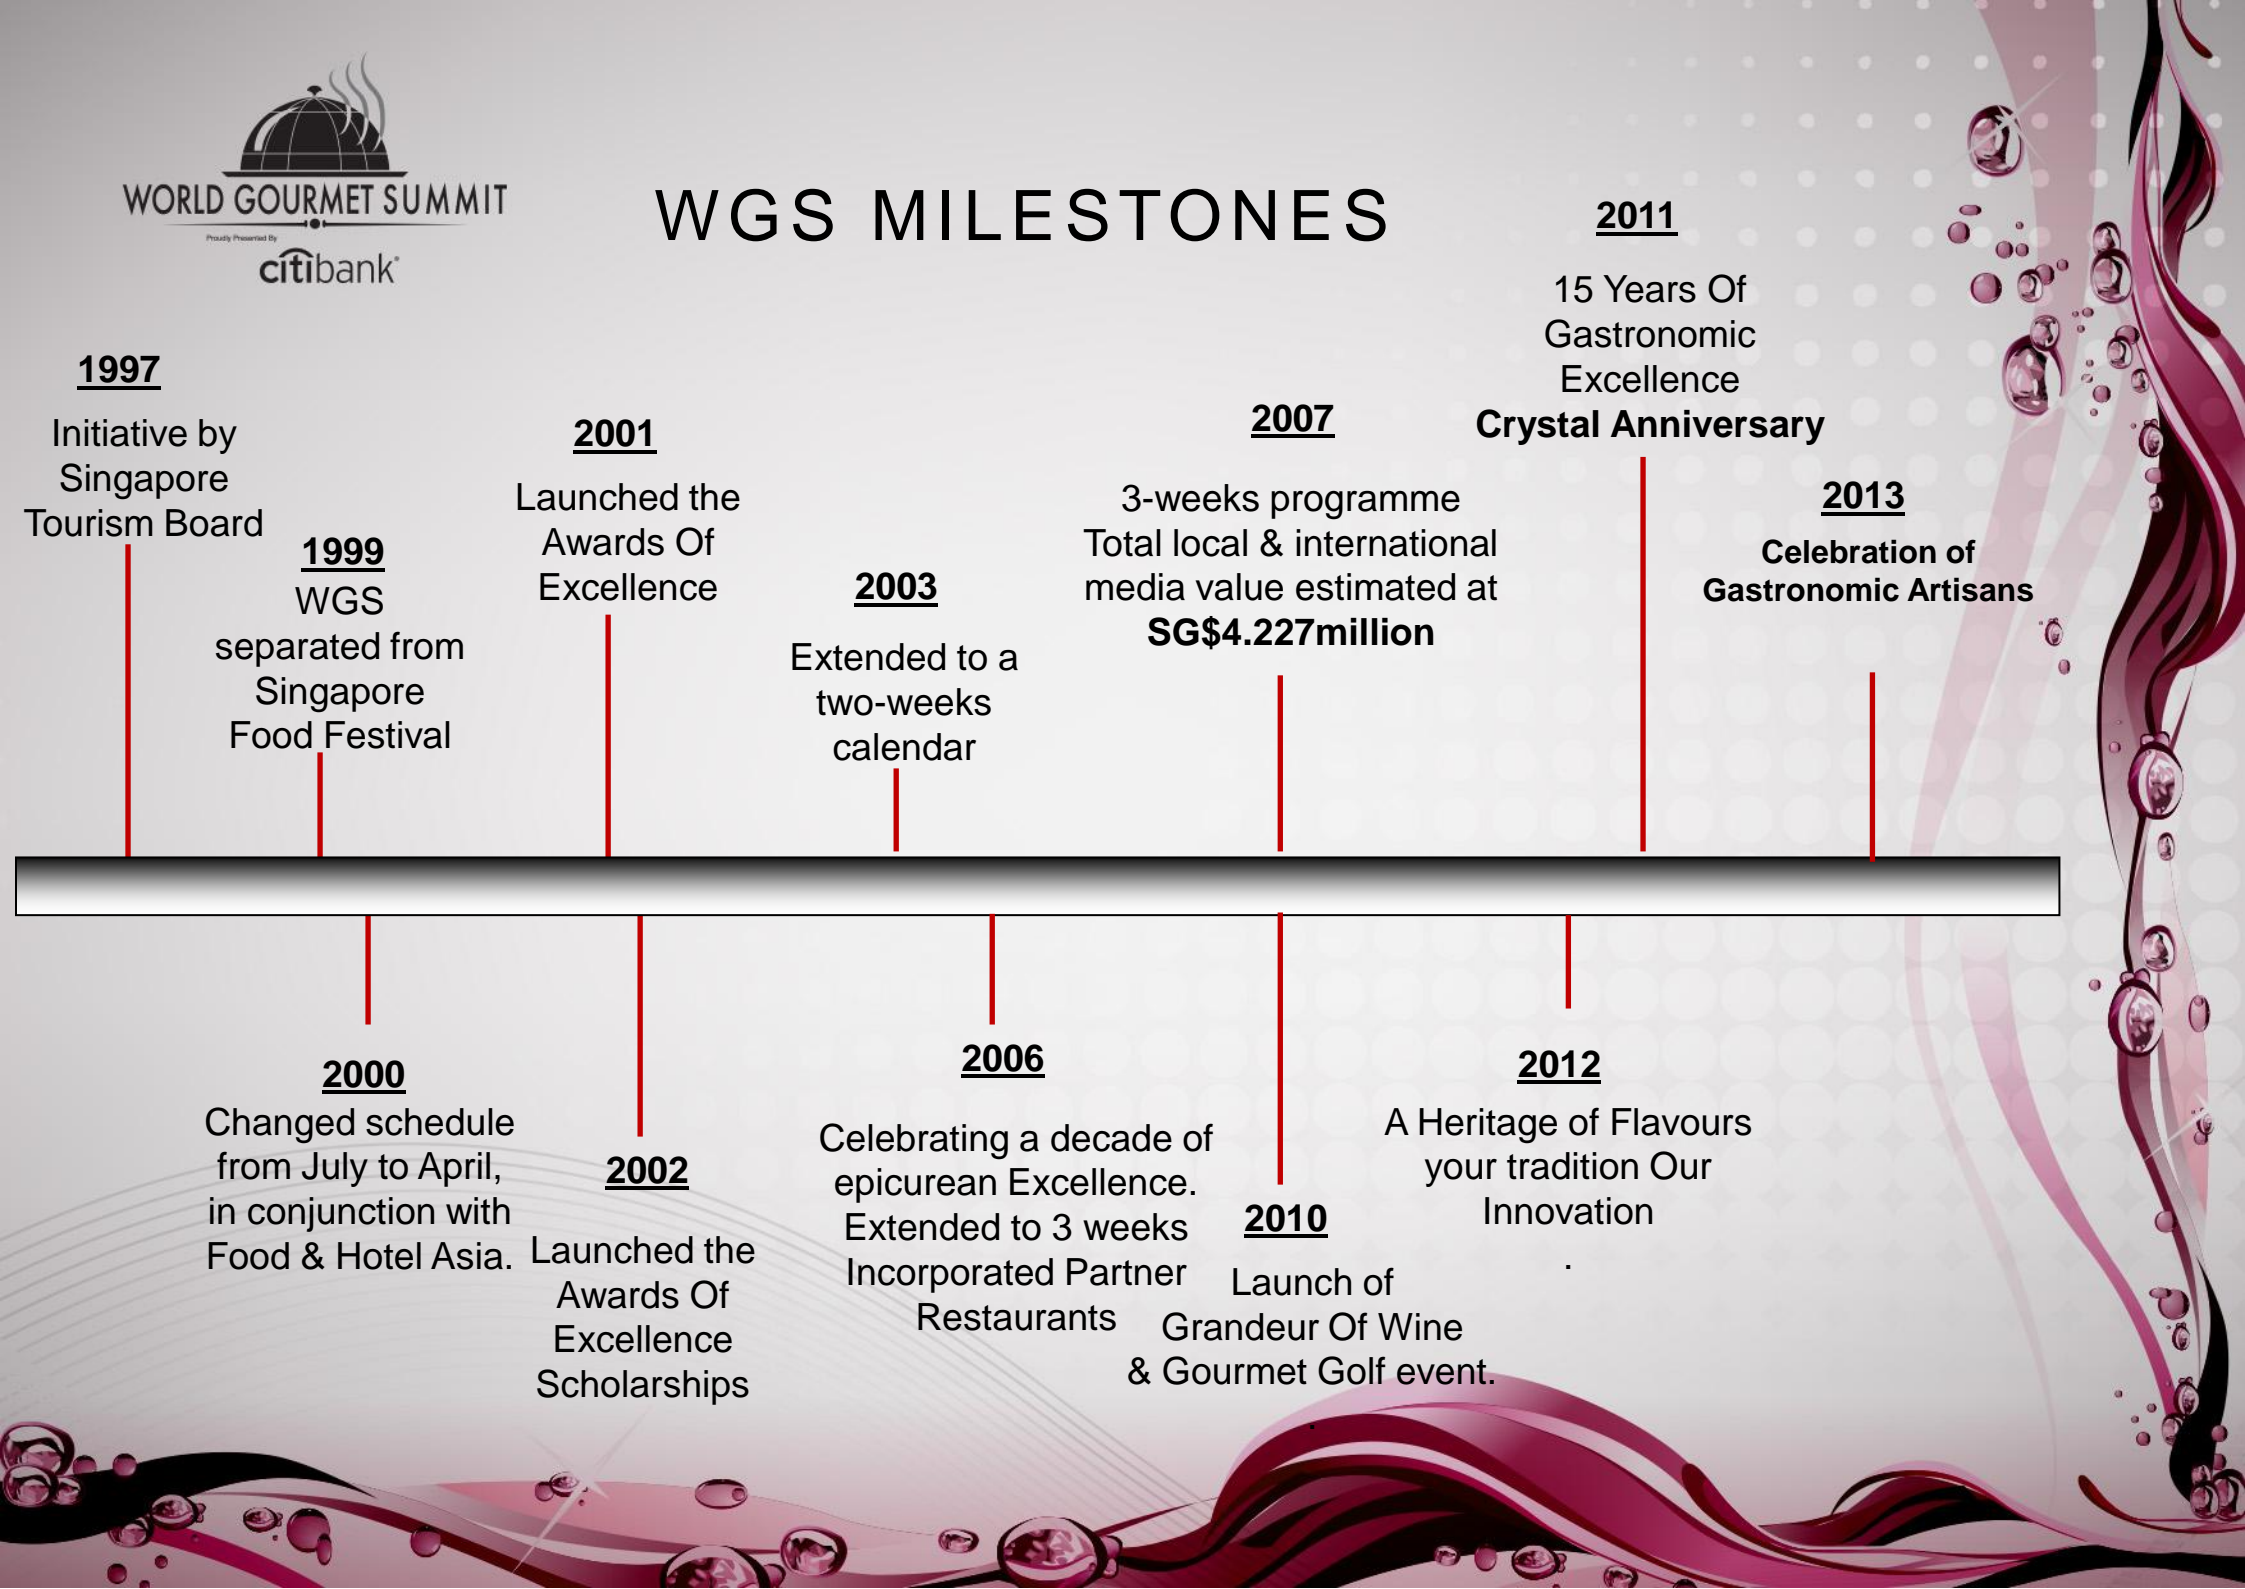 WORLD GOURMET SUMMIT
Proudly Presented By
citibank
WGS MILESTONES
1997
Initiative by
Singapore
Tourism Board
1999
WGS
separated from
Singapore
Food Festival
2001
Launched the
Awards Of
Excellence
2003
Extended to a
two-weeks
calendar
2007
3-weeks programme
Total local & international
media value estimated at
SG$4.227million
2011
15 Years Of
Gastronomic
Excellence
Crystal Anniversary
2013
Celebration of
Gastronomic Artisans
2000
Changed schedule
from July to April,
in conjunction with
Food & Hotel Asia.
2002
Launched the
Awards Of
Excellence
Scholarships
2006
Celebrating a decade of
epicurean Excellence.
Extended to 3 weeks
Incorporated Partner
Restaurants
2010
Launch of
Grandeur Of Wine
& Gourmet Golf event.
.
2012
A Heritage of Flavours
your tradition Our
Innovation
.